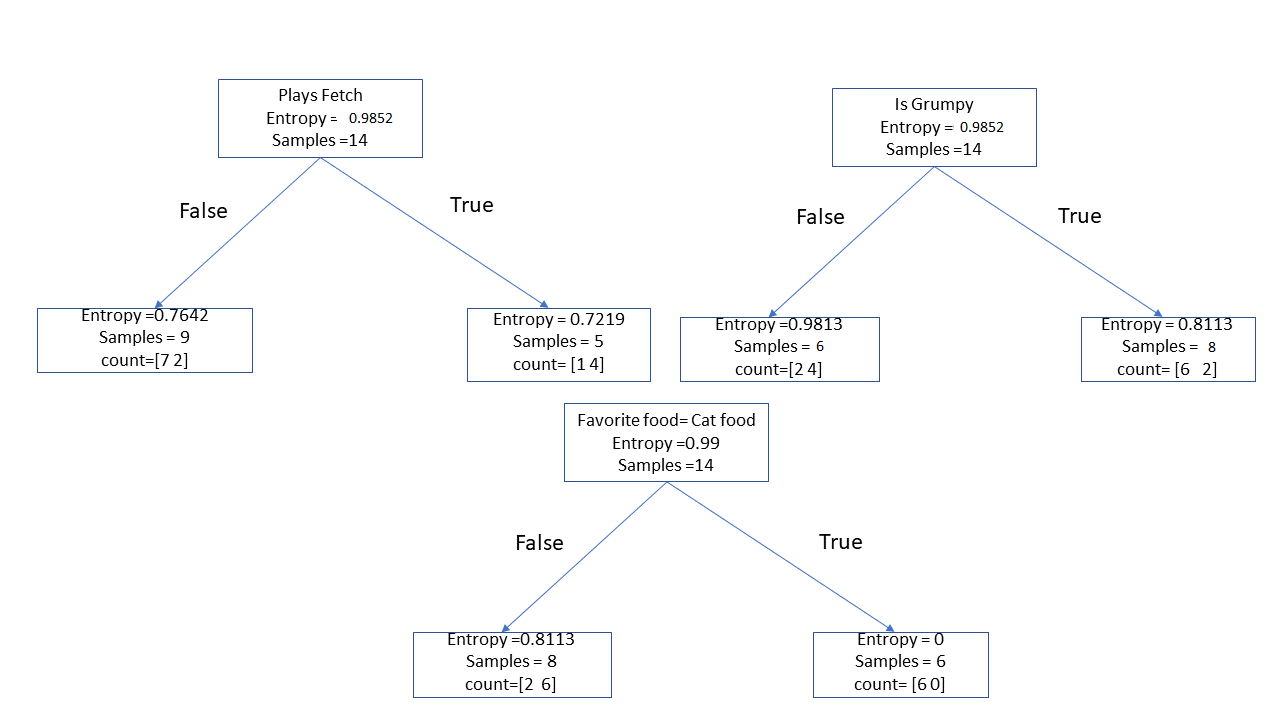 Plays Fetch
Entropy = 0.9852
Samples =14
Is Grumpy
Entropy = 0.9852
Samples =14
False
True
False
True
Entropy =0.7642
Samples = 9
count=[7 2]
Entropy = 0.7219
Samples = 5
count= [1 4]
Entropy =0.9813
Samples = 6
count=[2 4]
Entropy = 0.8113
Samples = 8
count= [6 2]
Favorite food= Cat food
Entropy =0.99
Samples =14
False
True
Entropy =0.8113
Samples = 8
count=[2 6]
Entropy = 0
Samples = 6
count= [6 0]